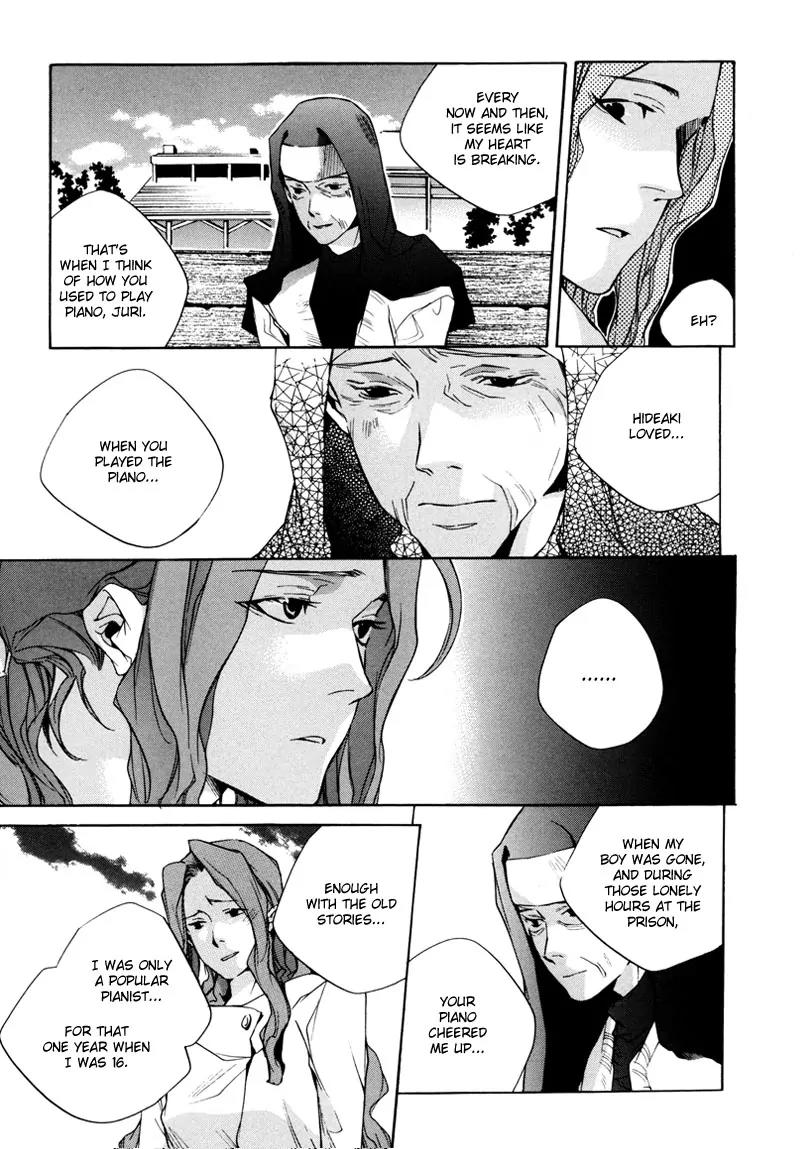 EVERY
NOW AND THEN,
IT SEEMS LIKE
MY HEART
IS BREAKING.
EH?
THAT'S
WHEN I THINK
OF HOW YOU
USED TO PLAY
PIANO, JURI.
HIDEAKI
LOVED...
WHEN YOU
PLAYED THE
PIANO...
......
WHEN MY
BOY WAS GONE,
AND DURING
THOSE LONELY
HOURS AT THE
PRISON,
YOUR
PIANO
CHEERED
ME UP...
ENOUGH
WITH THE OLD
STORIES...
I WAS ONLY
A POPULAR
PIANIST...
FOR THAT
ONE YEAR WHEN
I WAS 16.